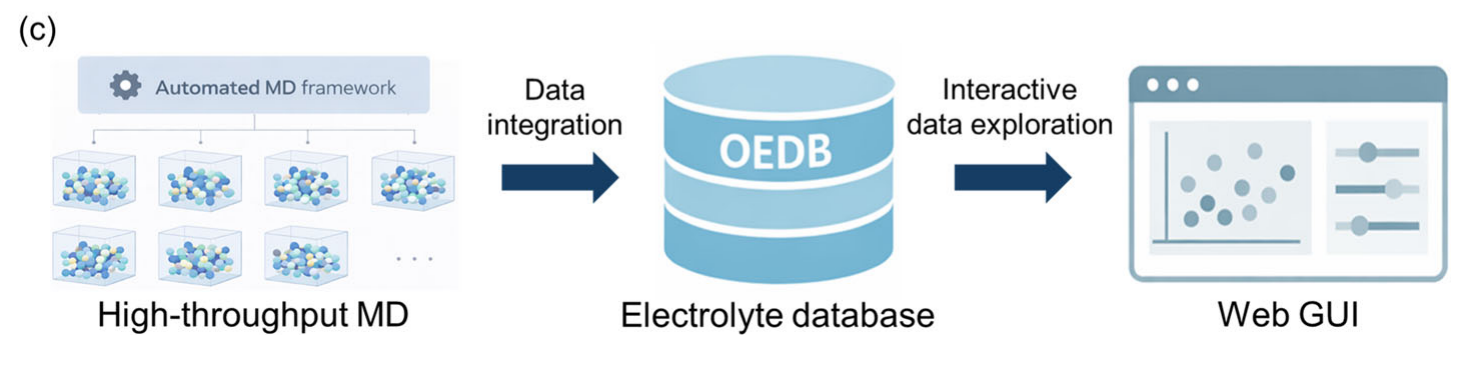 (c)
Automated MD framework
High-throughput MD
Data
integration
OEDB
Electrolyte database
Interactive
data exploration
Web GUI